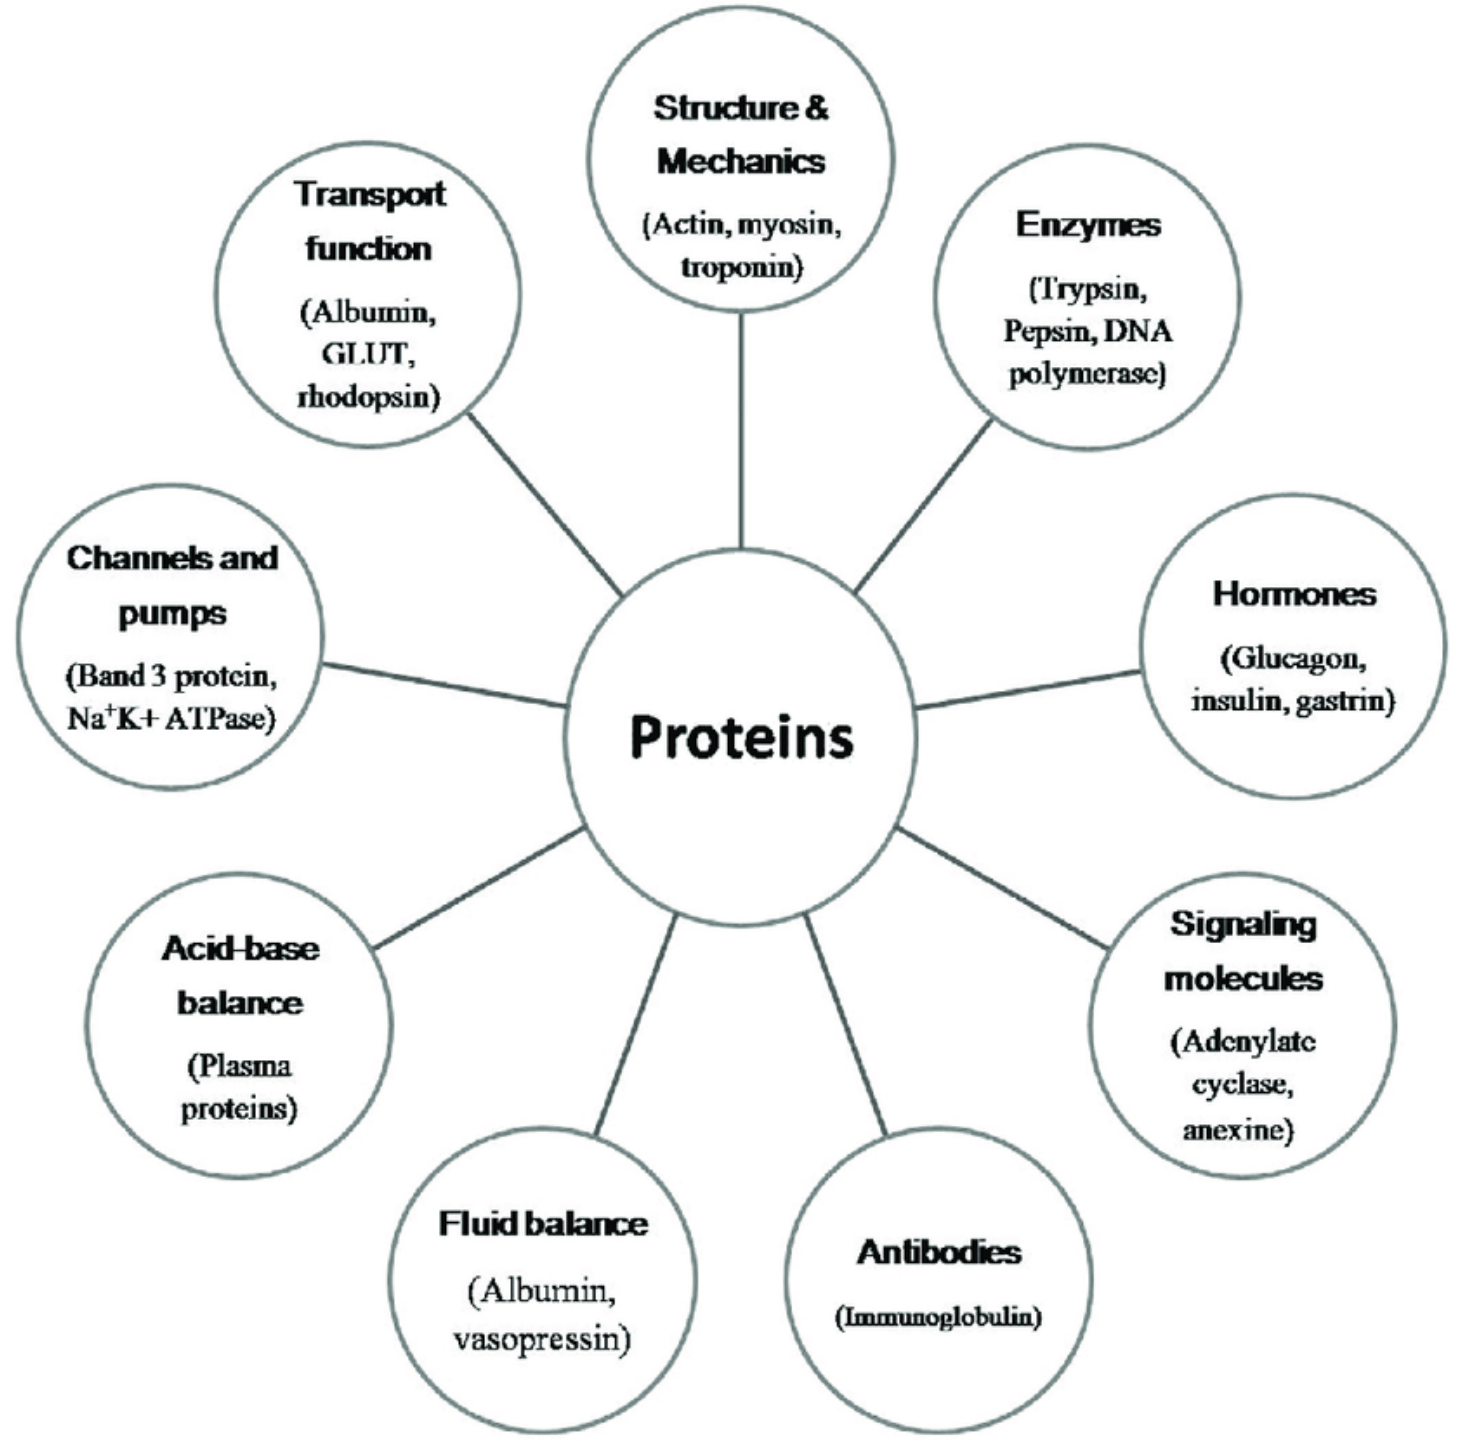 Structure &
Mechanics
(Actin, myosin,
troponin)
Transport
function
(Albumin,
GLUT,
rhodopsin)
Enzymes
(Trypsin,
Pepsin, DNA
polymerase)
Channels and
pumps
(Band 3 protein,
Na⁺K+ ATPase)
Hormones
(Glucagon,
insulin, gastrin)
Proteins
Acid-base
balance
(Plasma
proteins)
Signaling
molecules
(Adenylate
cyclase,
anexine)
Fluid balance
(Albumin,
vasopressin)
Antibodies
(Immunoglobulin)